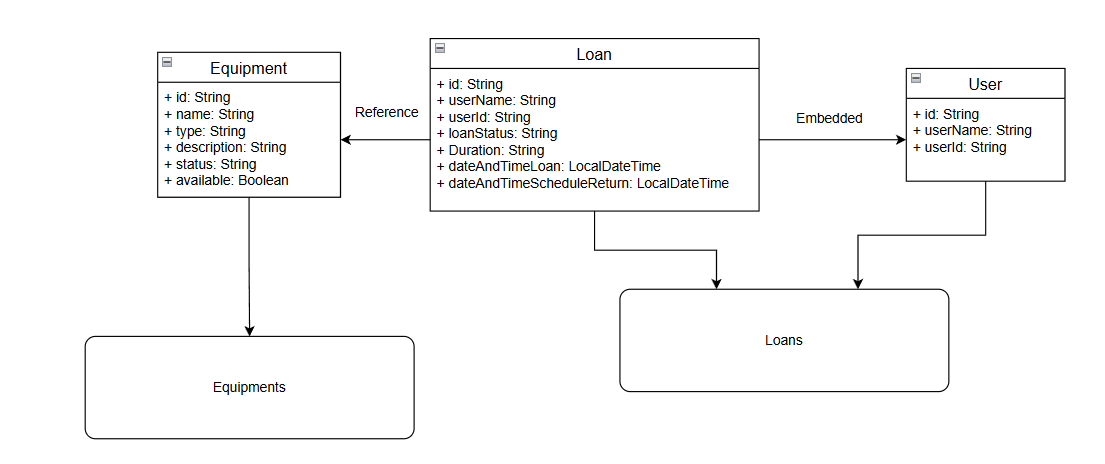 Equipment
+ id: String
+ name: String
+ type: String
+ description: String
+ status: String
+ available: Boolean
Reference
Loan
+ id: String
+ userName: String
+ userId: String
+ loanStatus: String
+ Duration: String
+ dateAndTimeLoan: LocalDateTime
+ dateAndTimeScheduleReturn: LocalDateTime
Embedded
User
+ id: String
+ userName: String
+ userId: String
Equipments
Loans